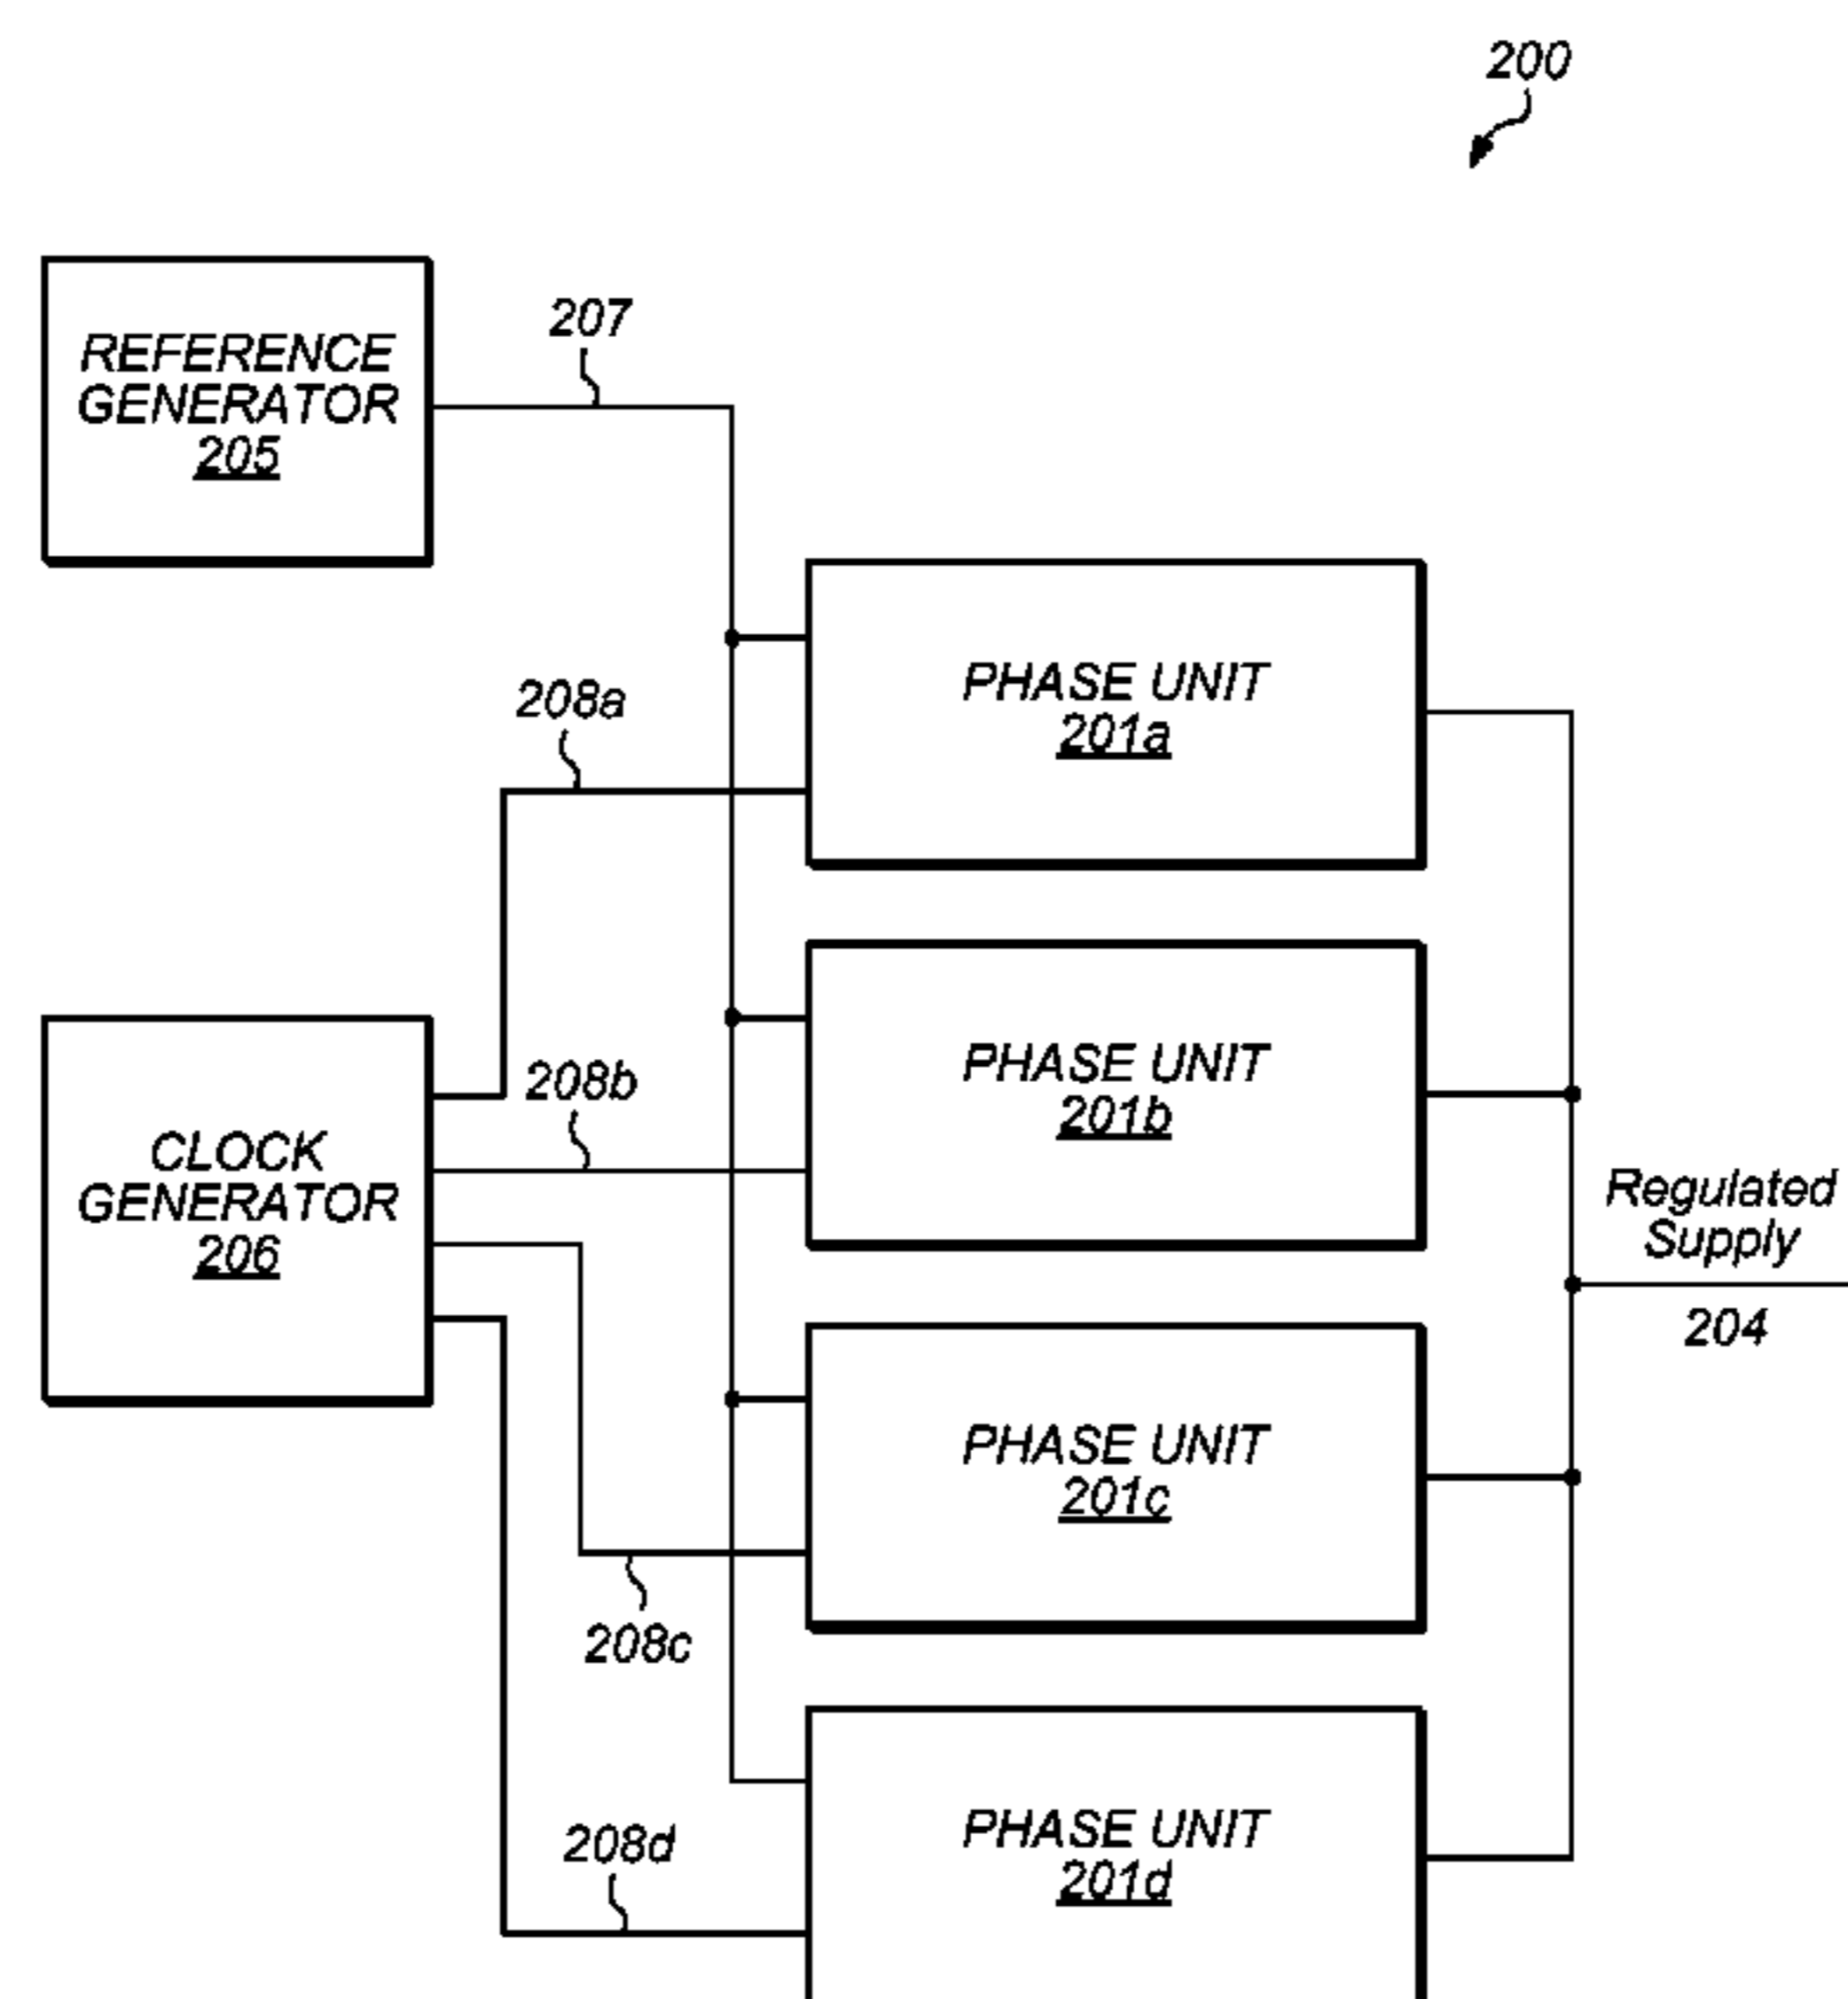 200
REFERENCE
GENERATOR
205
207
PHASE UNIT
201a
208a
PHASE UNIT
201b
208b
CLOCK
GENERATOR
206
Regulated
Supply
204
PHASE UNIT
201c
208c
PHASE UNIT
201d
208d